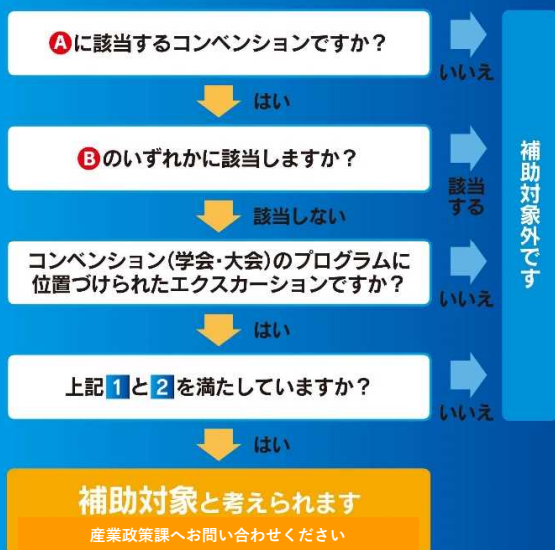 Aに該当するコンベンションですか？
いいえ
はい
Bのいずれかに該当しますか？
該当
する
該当しない
コンベンション(学会・大会)のプログラムに
位置づけられたエクスカーションですか？
いいえ
はい
上記1と2を満たしていますか？
いいえ
はい
補助対象外です
補助対象と考えられます
産業政策課へお問い合わせください